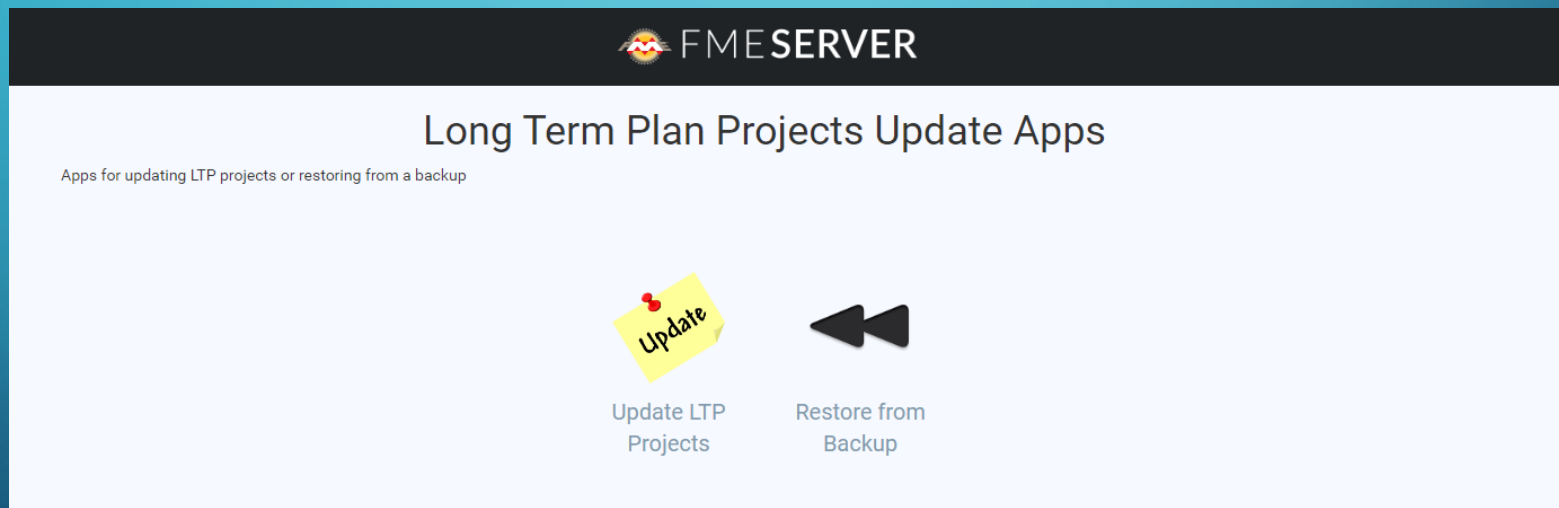 FMESERVER
Long Term Plan Projects Update Apps
Apps for updating LTP projects or restoring from a backup
Update
Update LTP
Projects
Restore from
Backup